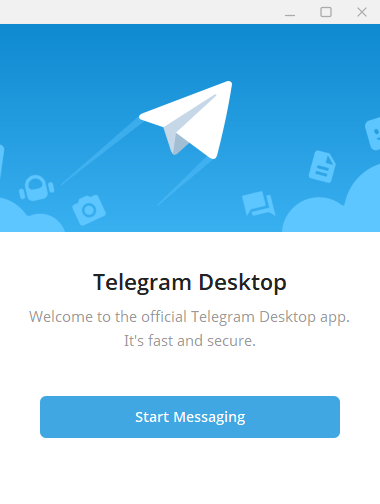 Telegram Desktop
Welcome to the official Telegram Desktop app.
It's fast and secure.
Start Messaging